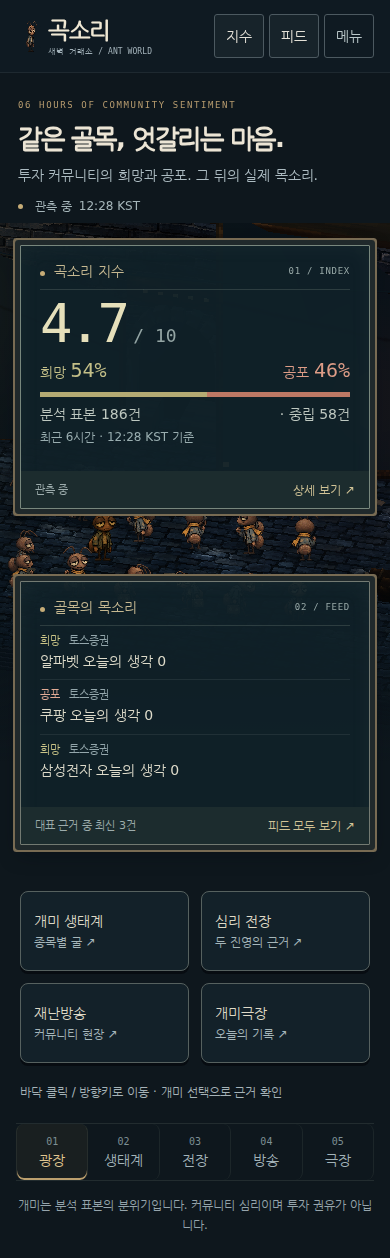 곡소리
새벽 거래소 / ANT WORLD
지수
피드
메뉴
06 HOURS OF COMMUNITY SENTIMENT
같은 골목, 엇갈리는 마음.
투자 커뮤니티의 희망과 공포. 그 뒤의 실제 목소리.
관측 중 12:28 KST
곡소리 지수
01 / INDEX
4.7 / 10
희망 54%
공포 46%
분석 표본 186건
· 중립 58건
최근 6시간 · 12:28 KST 기준
관측 중
상세 보기 ↗
골목의 목소리
02 / FEED
희망 토스증권
알파벳 오늘의 생각 0
공포 토스증권
쿠팡 오늘의 생각 0
희망 토스증권
삼성전자 오늘의 생각 0
대표 근거 중 최신 3건
피드 모두 보기 ↗
개미 생태계
종목별 굴 ↗
심리 전장
두 진영의 근거 ↗
재난방송
커뮤니티 현장 ↗
개미극장
오늘의 기록 ↗
바닥 클릭 / 방향키로 이동 · 개미 선택으로 근거 확인
01
광장
02
생태계
03
전장
04
방송
05
극장
개미는 분석 표본의 분위기입니다. 커뮤니티 심리이며 투자 권유가 아닙
니다.